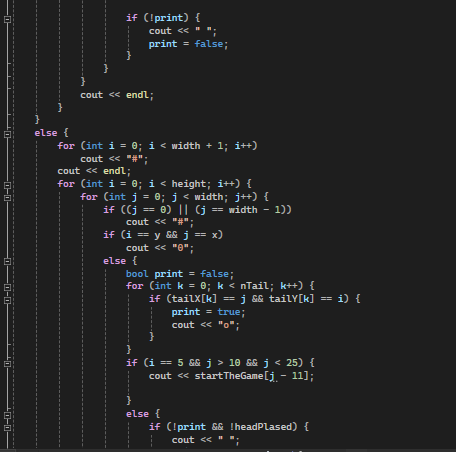 if (!print) {
cout << " ";
print = false;
}
}
}
cout << endl;
}
}
else {
for (int i = 0; i < width + 1; i++)
cout << "#";
cout << endl;
for (int i = 0; i < height; i++) {
for (int j = 0; j < width; j++) {
if ((j == 0) || (j == width - 1))
cout << "#";
if (i == y && j == x)
cout << "0";
else {
bool print = false;
for (int k = 0; k < nTail; k++) {
if (tailX[k] == j && tailY[k] == i) {
print = true;
cout << "o";
}
}
if (i == 5 && j > 10 && j < 25) {
cout << startTheGame[j - 11];
}
else {
if (!print && !headPlased) {
cout << " ";